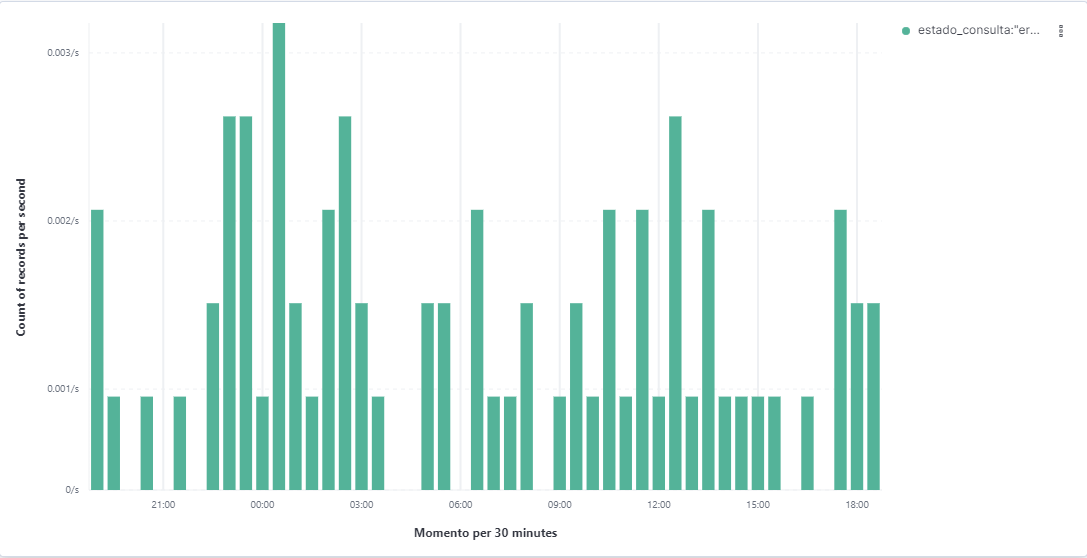 estado_consulta:"er...
0.003/s
0.002/s
0.001/s
0/s
Count of records per second
21:00
00:00
03:00
06:00
09:00
12:00
15:00
18:00
Momento per 30 minutes